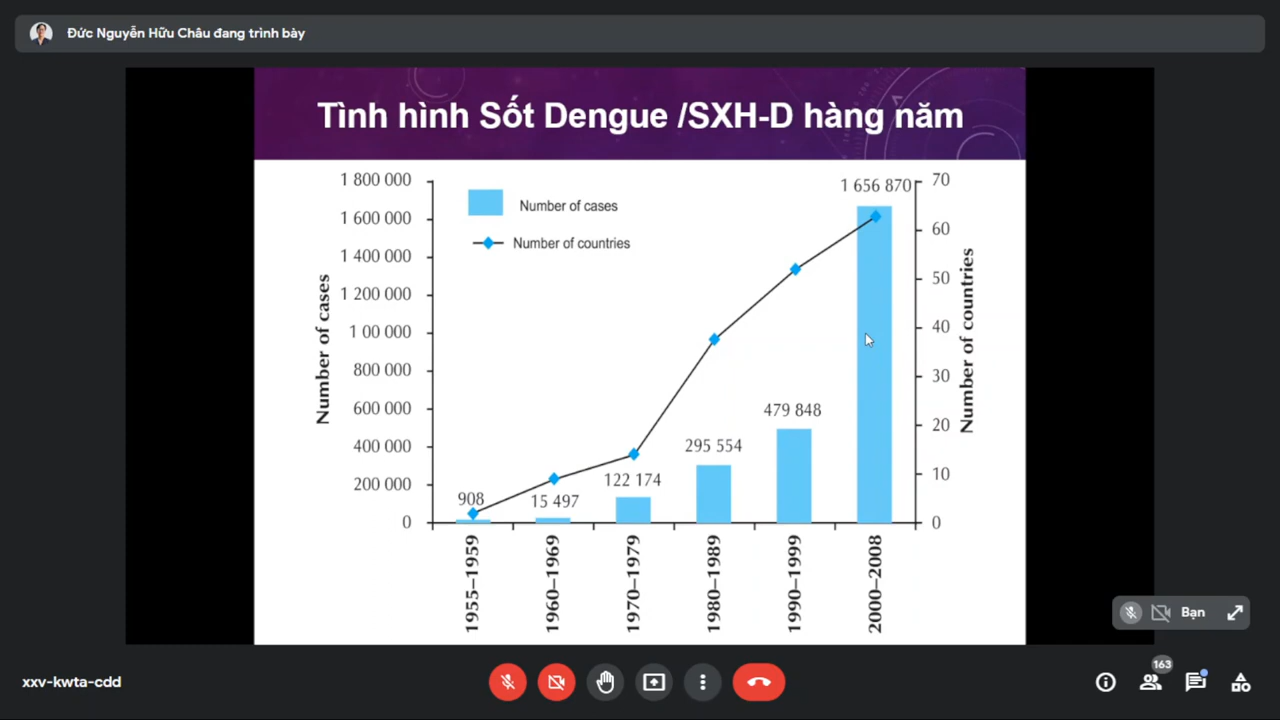 Đức Nguyễn Hữu Châu đang trình bày
Tình hình Sốt Dengue /SXH-D hàng năm
1 800 000
1 600 000
1 400 000
1 200 000
1 00 000
800 000
600 000
400 000
200 000
0
Number of cases
Number of cases
Number of countries
908
15 497
122 174
295 554
479 848
1 656 870
70
60
50
40
30
20
10
0
Number of countries
1955–1959
1960–1969
1970–1979
1980–1989
1990–1999
2000–2008
Bạn
xxv-kwta-cdd
163